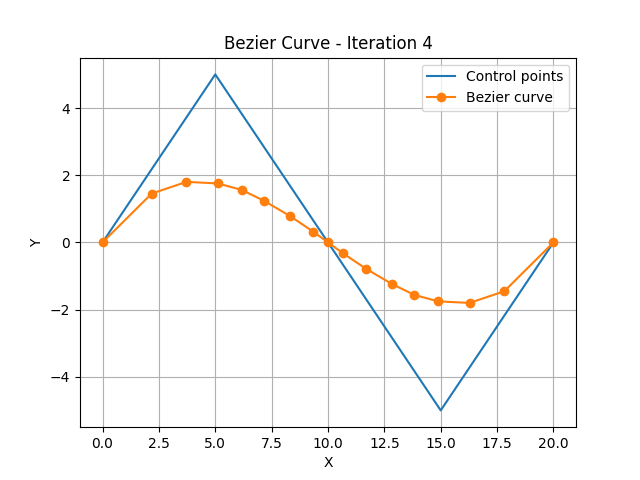 Bezier Curve - Iteration 4
Control points
Bezier curve
Y
4
2
0
−2
−4
0.0 2.5 5.0 7.5 10.0 12.5 15.0 17.5 20.0
X